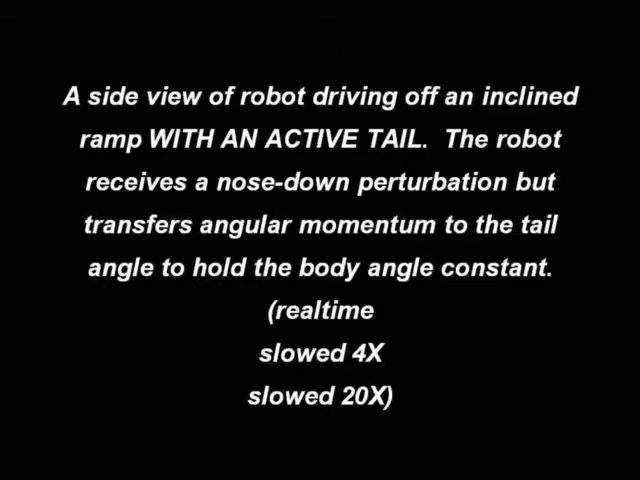 A side view of robot driving off an inclined
ramp WITH AN ACTIVE TAIL.  The robot
receives a nose-down perturbation but
transfers angular momentum to the tail
angle to hold the body angle constant.
(realtime
slowed 4X
slowed 20X)